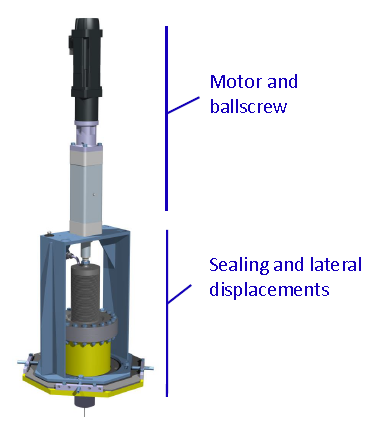 Motor and
ballscrew
Sealing and lateral
displacements